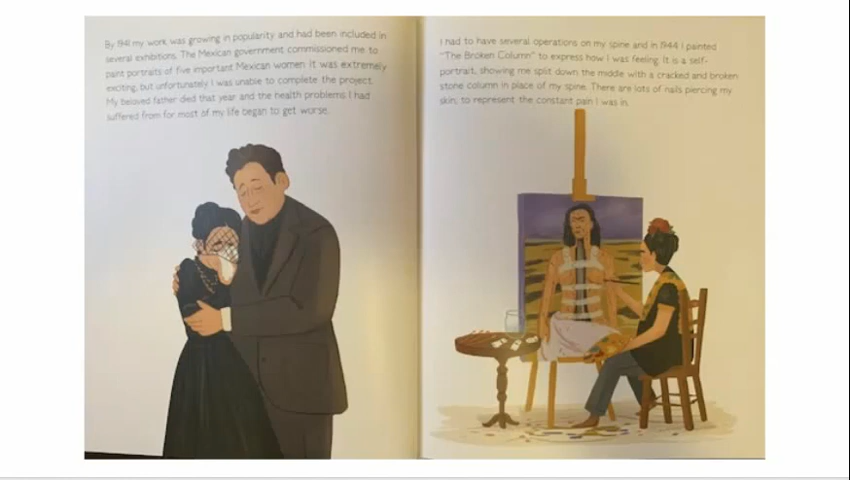 By 1941 my work was growing in popularity and had been included in
several exhibitions. The Mexican government commissioned me to
paint portraits of five important Mexican women. It was extremely
exciting, but unfortunately I was unable to complete the project.
My beloved father died that year and the health problems I had
suffered from for most of my life began to get worse.
I had to have several operations on my spine and in 1944 I painted
“The Broken Column” to express how I was feeling. It is a self-
portrait, showing me split down the middle with a cracked and broken
stone column in place of my spine. There are lots of nails piercing my
skin, to represent the constant pain I was in.